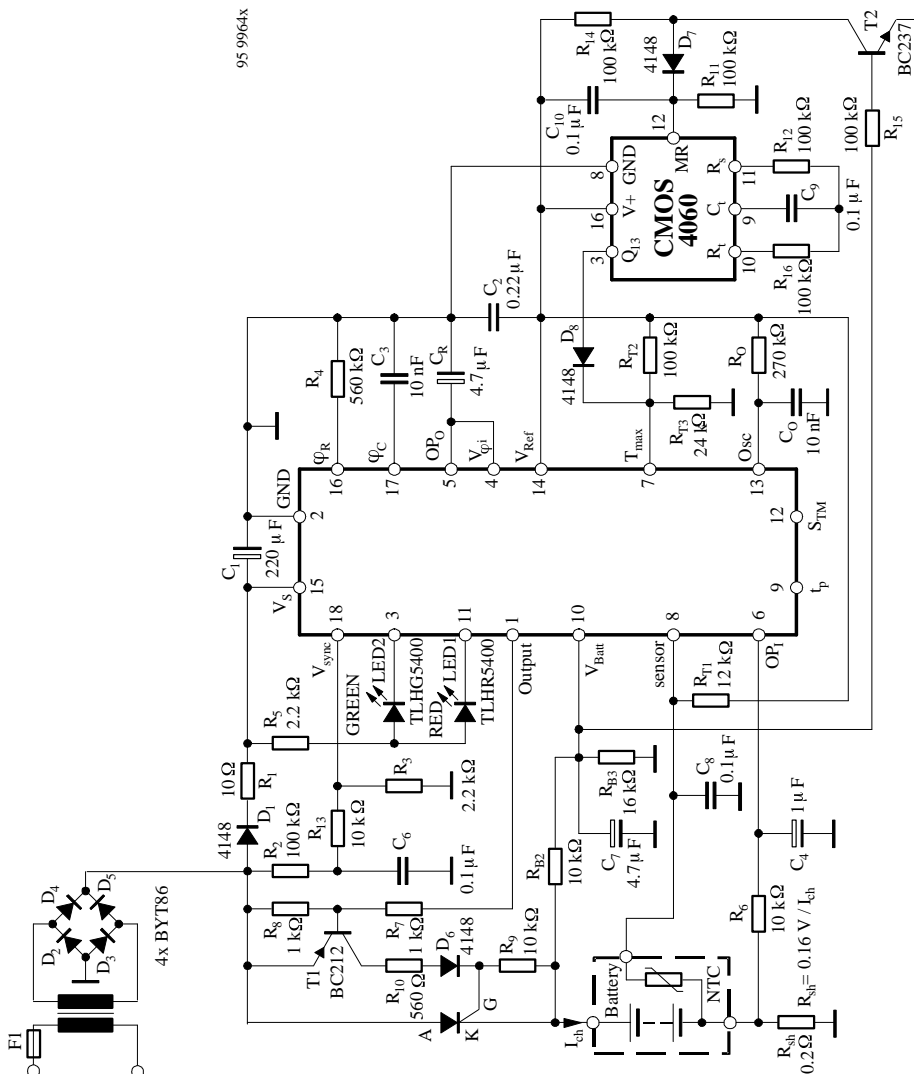 95 9964x
F1
D2
D3
D4
D5
4x BYT86
D1
4148
R1
10 Ω
C1
220 µF
R8
1 kΩ
T1
BC212
R7
1 kΩ
R10
560 Ω
D6
4148
R9
10 kΩ
A
K
G
R2
100 kΩ
R13
10 kΩ
C6
0.1 µF
R3
2.2 kΩ
R5
2.2 kΩ
GREEN
LED2
TLHG5400
RED
LED1
TLHR5400
VS
15
GND
2
Vsync
18
3
11
Output
1
VBatt
10
sensor
8
OPI
6
tp
9
STM
12
φR
16
φC
17
OPO
5
Vφi
4
VRef
14
Tmax
7
Osc
13
R4
560 kΩ
C3
10 nF
CR
4.7 µF
C2
0.22 µF
D8
4148
RT2
100 kΩ
RT3
24 kΩ
RO
270 kΩ
CO
10 nF
CMOS
4060
GND
8
V+
16
Q13
3
MR
12
Rs
11
Ct
9
Rt
10
C10
0.1 µF
R14
100 kΩ
D7
4148
R11
100 kΩ
R12
100 kΩ
C9
0.1 µF
R16
100 kΩ
R15
100 kΩ
T2
BC237
RB2
10 kΩ
RB3
16 kΩ
C7
4.7µF
C8
0.1µF
RT1
12 kΩ
C4
1 µF
R6
10 kΩ
Ich
Battery
NTC
Rsh
0.2Ω
Rsh= 0.16 V / Ich